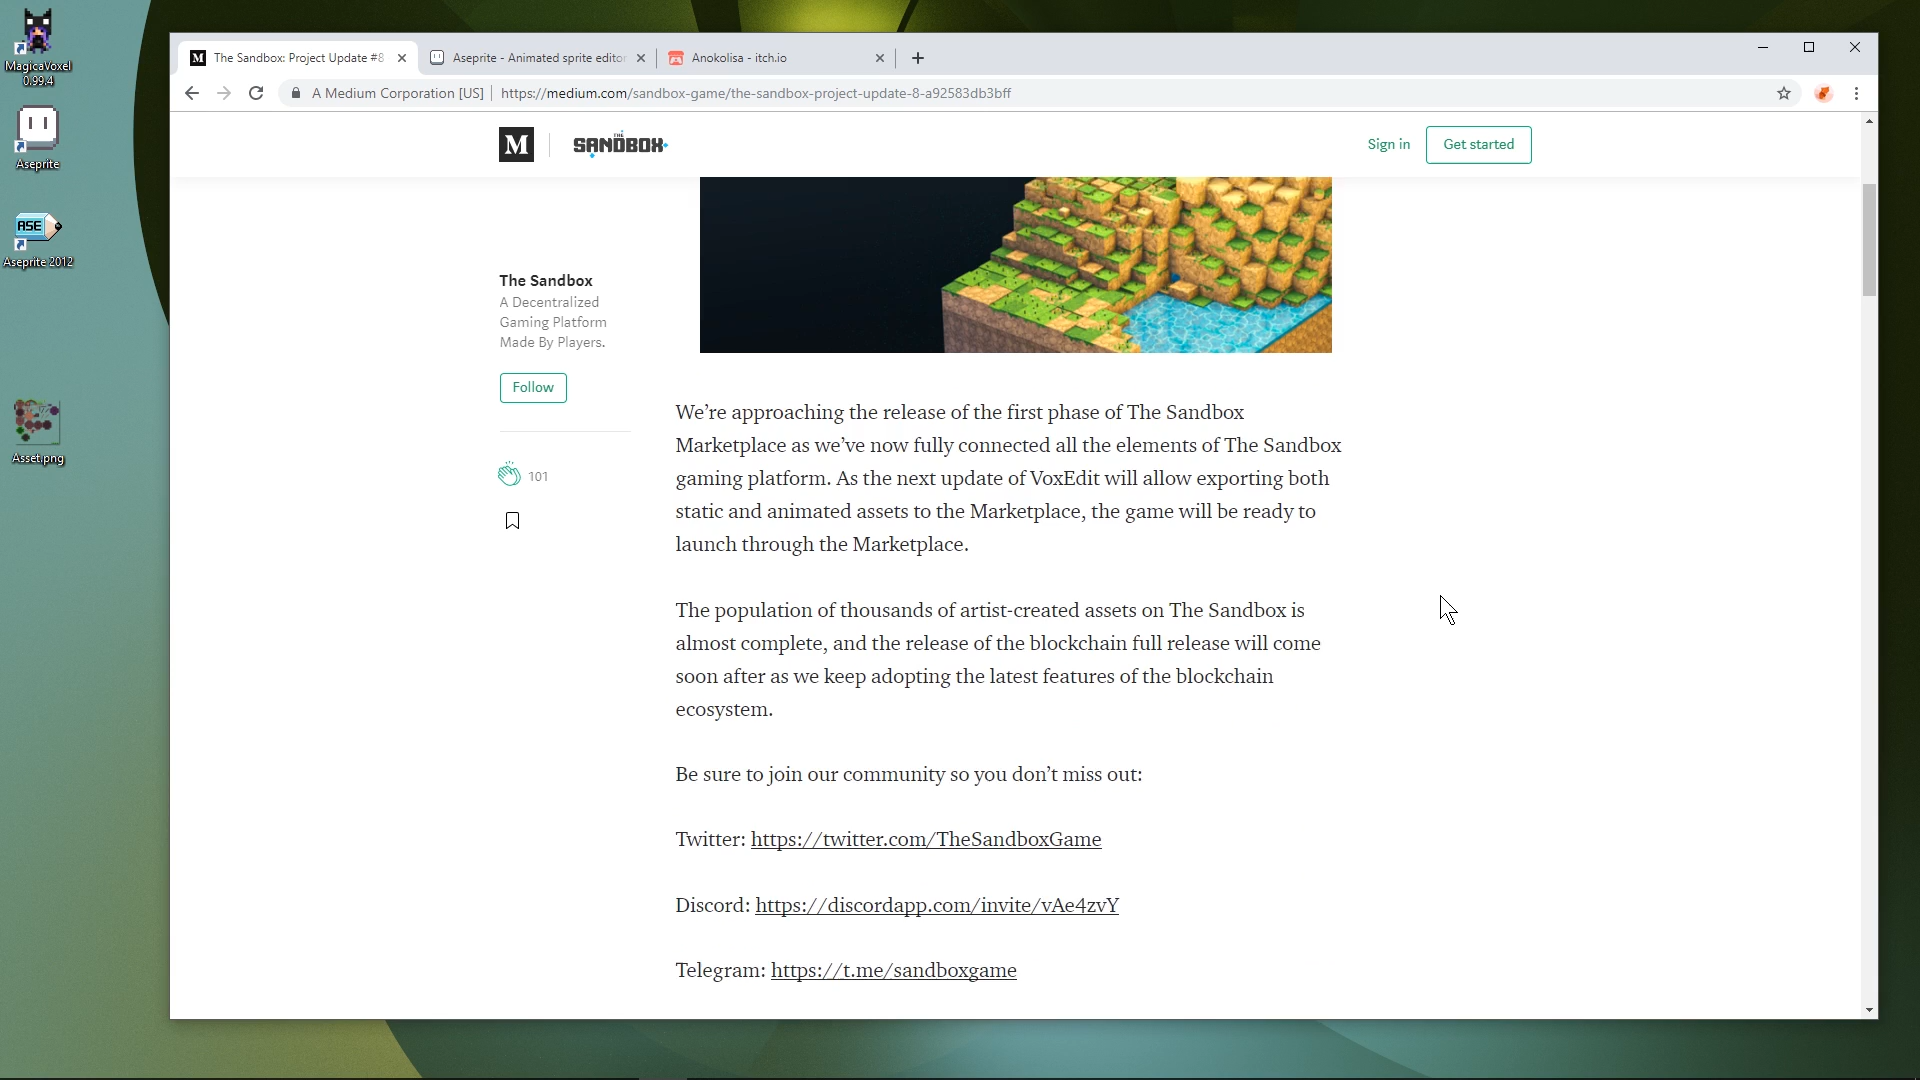 MagicaVoxel
0.99.4
Aseprite
ASE
Aseprite 2012
Asset.png
M
The Sandbox: Project Update #8
Aseprite - Animated sprite editor
Anokolisa - itch.io
A Medium Corporation [US]
https://medium.com/sandbox-game/the-sandbox-project-update-8-a92583db3bff
M
THE
SANDBOX
Sign in
Get started
The Sandbox
A Decentralized
Gaming Platform
Made By Players.
Follow
101
We’re approaching the release of the first phase of The Sandbox
Marketplace as we’ve now fully connected all the elements of The Sandbox
gaming platform. As the next update of VoxEdit will allow exporting both
static and animated assets to the Marketplace, the game will be ready to
launch through the Marketplace.
The population of thousands of artist-created assets on The Sandbox is
almost complete, and the release of the blockchain full release will come
soon after as we keep adopting the latest features of the blockchain
ecosystem.
Be sure to join our community so you don’t miss out:
Twitter: https://twitter.com/TheSandboxGame
Discord: https://discordapp.com/invite/vAe4zvY
Telegram: https://t.me/sandboxgame